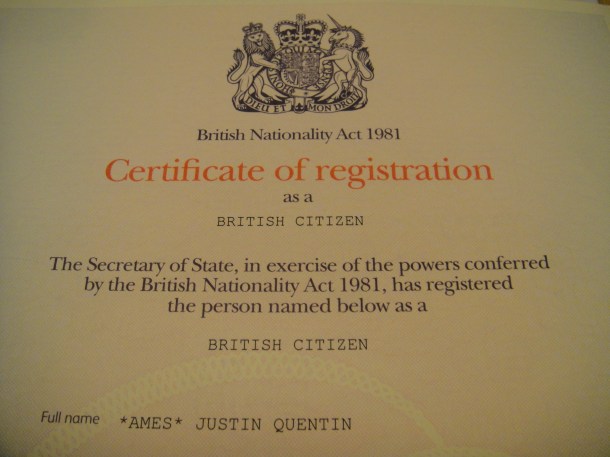 DIEU ET MON DROIT
British Nationality Act 1981
Certificate of registration
as a
BRITISH CITIZEN
The Secretary of State, in exercise of the powers conferred
by the British Nationality Act 1981, has registered
the person named below as a
BRITISH CITIZEN
Full name *AMES* JUSTIN QUENTIN